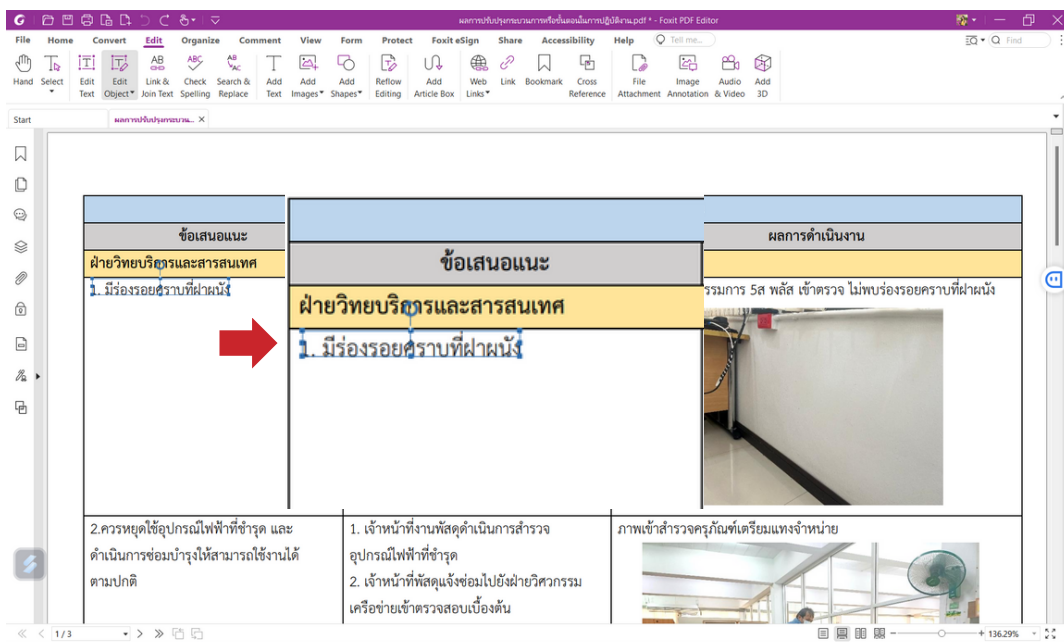 ผลการปรับปรุงกระบวนการหรือขั้นตอนในการปฏิบัติงาน.pdf * - Foxit PDF Editor
File Home Convert Edit Organize Comment View Form Protect Foxit eSign Share Accessibility Help Tell me... Find
Hand Select Edit Text Edit Object Link & Join Text Check Spelling Search & Replace Add Text Add Images Add Shapes Reflow Editing Add Article Box Web Links Link Bookmark Cross Reference File Attachment Image Annotation Audio & Video Add 3D
Start ผลการปรับปรุงกระบวน...
ข้อเสนอแนะ
ฝ่ายวิทยบริการและสารสนเทศ
1. มีร่องรอยคราบที่ฝาผนัง
ข้อเสนอแนะ
ฝ่ายวิทยบริการและสารสนเทศ
1. มีร่องรอยคราบที่ฝาผนัง
ผลการดำเนินงาน
รรมการ 5ส พลัส เข้าตรวจ ไม่พบร่องรอยคราบที่ฝาผนัง
2.ควรหยุดใช้อุปกรณ์ไฟฟ้าที่ชำรุด และ
ดำเนินการซ่อมบำรุงให้สามารถใช้งานได้
ตามปกติ
1. เจ้าหน้าที่งานพัสดุดำเนินการสำรวจ
อุปกรณ์ไฟฟ้าที่ชำรุด
2. เจ้าหน้าที่พัสดุแจ้งซ่อมไปยังฝ่ายวิศวกรรม
เครือข่ายเข้าตรวจสอบเบื้องต้น
ภาพเข้าสำรวจครุภัณฑ์เตรียมแทงจำหน่าย
1 / 3
136.29%